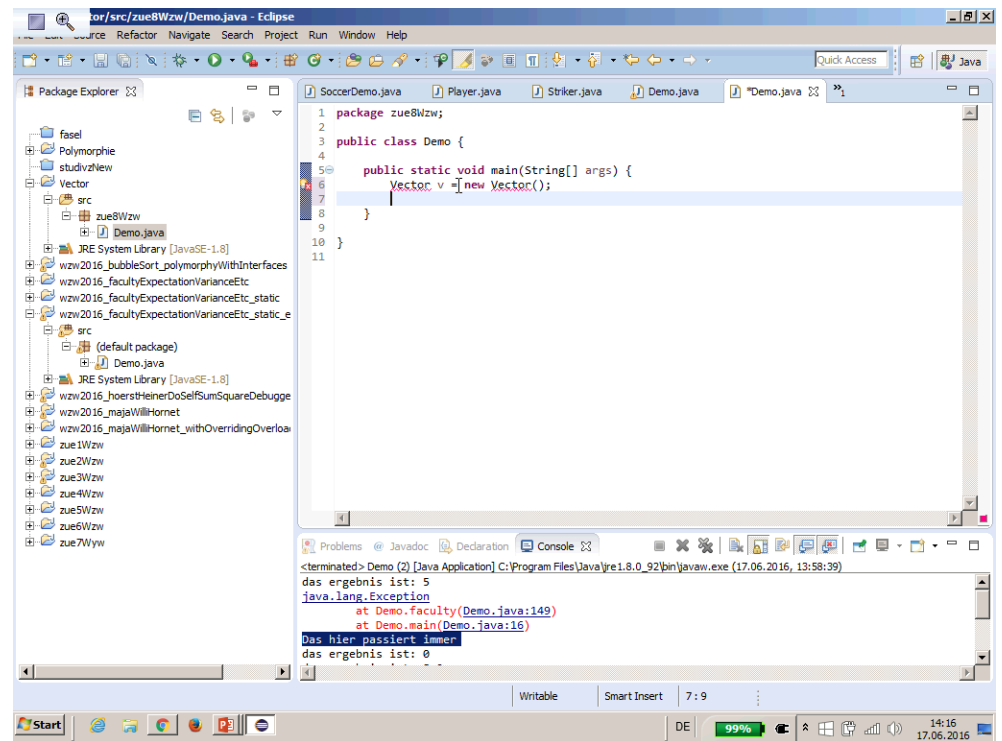 or/src/zue8Wzw/Demo.java - Eclipse
Refactor Navigate Search Project Run Window Help
Quick Access
Java
Package Explorer
SoccerDemo.java
Player.java
Striker.java
Demo.java
*Demo.java
»1
fasel
Polymorphie
studivzNew
Vector
src
zue8Wzw
Demo.java
JRE System Library [JavaSE-1.8]
wzw2016_bubbleSort_polymorphyWithInterfaces
wzw2016_facultyExpectationVarianceEtc
wzw2016_facultyExpectationVarianceEtc_static
wzw2016_facultyExpectationVarianceEtc_static_e
src
(default package)
Demo.java
JRE System Library [JavaSE-1.8]
wzw2016_hoerstHeinerDoSelfSumSquareDebugge
wzw2016_majaWilliHornet
wzw2016_majaWilliHornet_withOverridingOverloa
zue1Wzw
zue2Wzw
zue3Wzw
zue4Wzw
zue5Wzw
zue6Wzw
zue7Wyw
1 package zue8Wzw;
2
3 public class Demo {
4
5 public static void main(String[] args) {
6 Vector v = new Vector();
7
8 }
9
10 }
11
Problems @ Javadoc Declaration Console
<terminated> Demo (2) [Java Application] C:\Program Files\Java\jre1.8.0_92\bin\javaw.exe (17.06.2016, 13:58:39)
das ergebnis ist: 5
java.lang.Exception
at Demo.faculty(Demo.java:149)
at Demo.main(Demo.java:16)
Das hier passiert immer
das ergebnis ist: 0
Writable
Smart Insert
7 : 9
Start
DE
99%
14:16
17.06.2016